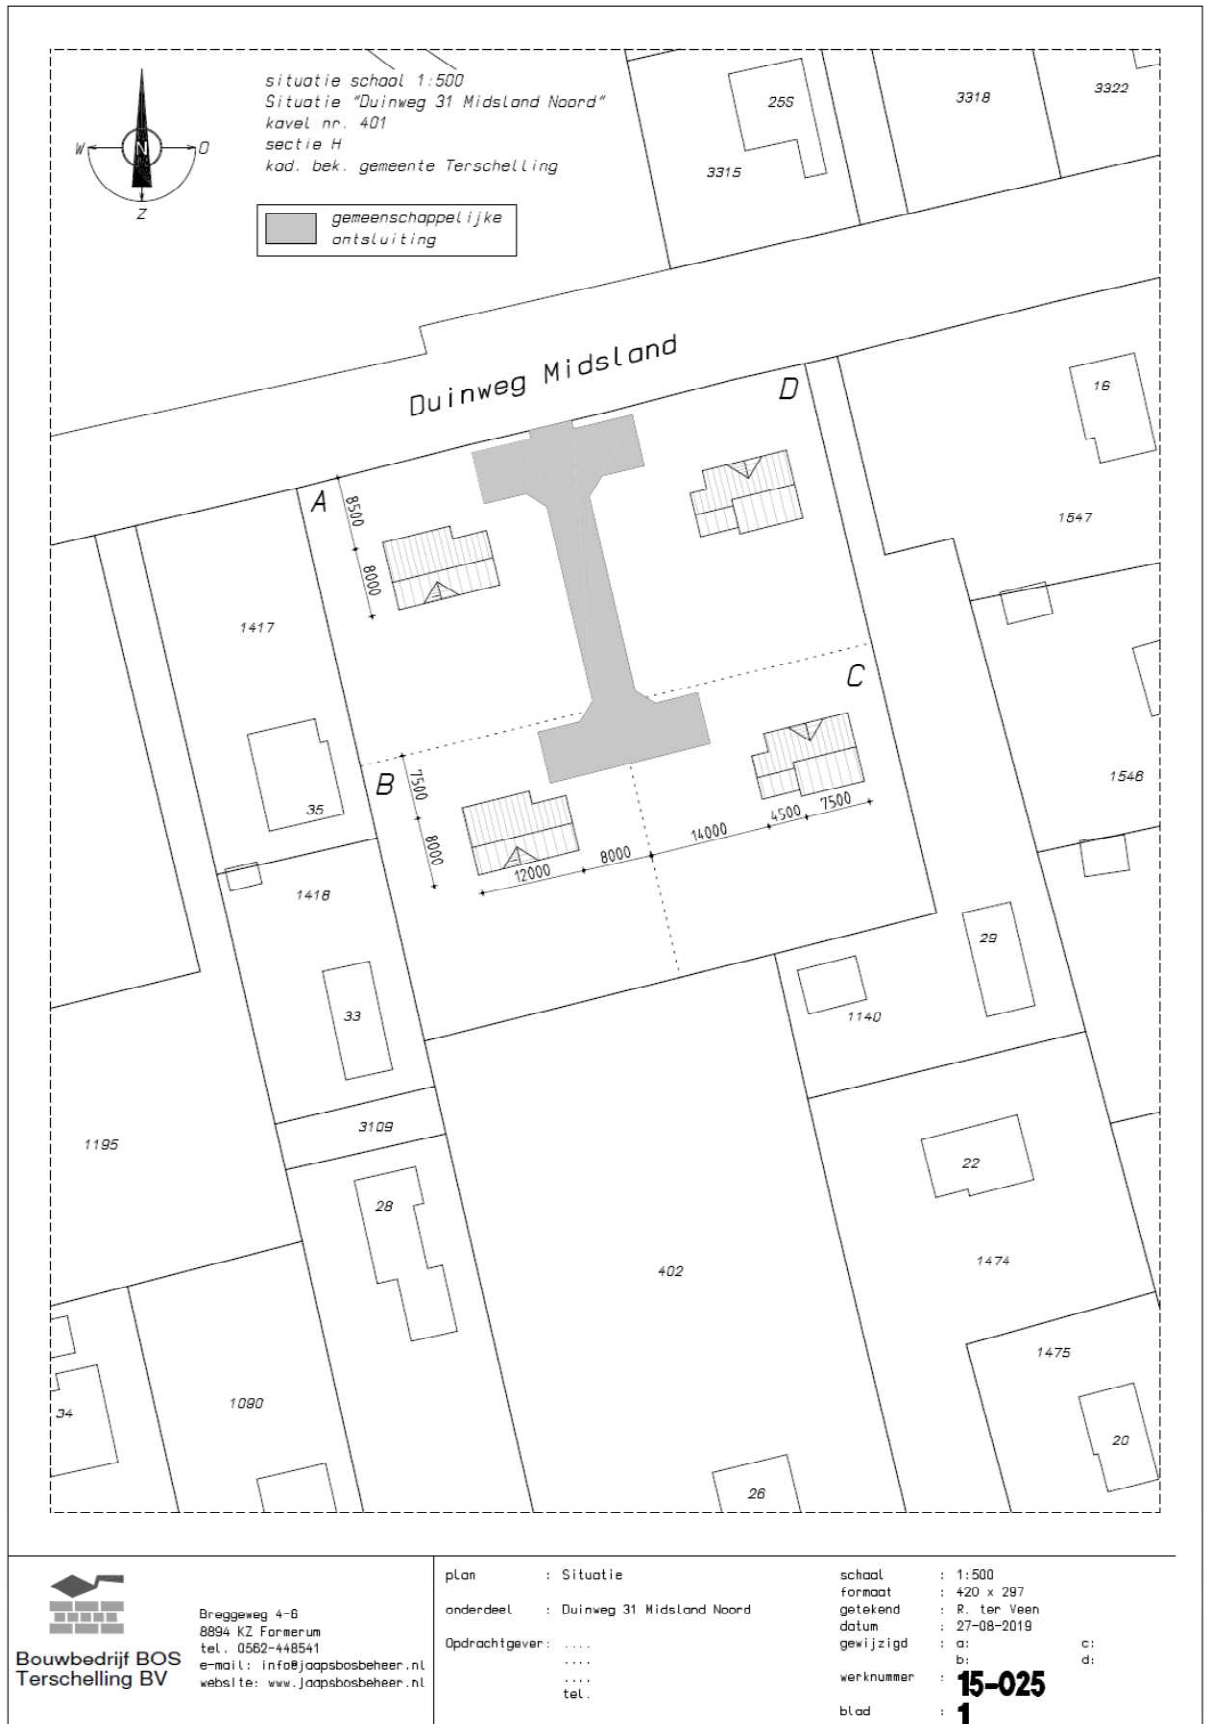 situatie schaal 1:500
Situatie "Duinweg 31 Midsland Noord"
kavel nr. 401
sectie H
kad. bek. gemeente Terschelling
W N O
Z
gemeenschappelijke
ontsluiting
25S
3318
3322
3315
Duinweg Midsland
D
16
A
8500
8000
1547
1417
C
B
7500
8000
35
1546
14000
4500
7500
8000
12000
1418
29
33
1140
3109
1195
22
28
402
1474
1475
1090
34
20
26
Bouwbedrijf BOS
Terschelling BV
Breggeweg 4-6
8894 KZ Formerum
tel. 0562-448541
e-mail: info@jaapsbosbeheer.nl
website: www.jaapsbosbeheer.nl
plan : Situatie
onderdeel : Duinweg 31 Midsland Noord
Opdrachtgever: ....
....
....
tel.
schaal : 1:500
formaat : 420 x 297
getekend : R. ter Veen
datum : 27-08-2019
gewijzigd : a: c:
b: d:
werknummer : 15-025
blad : 1